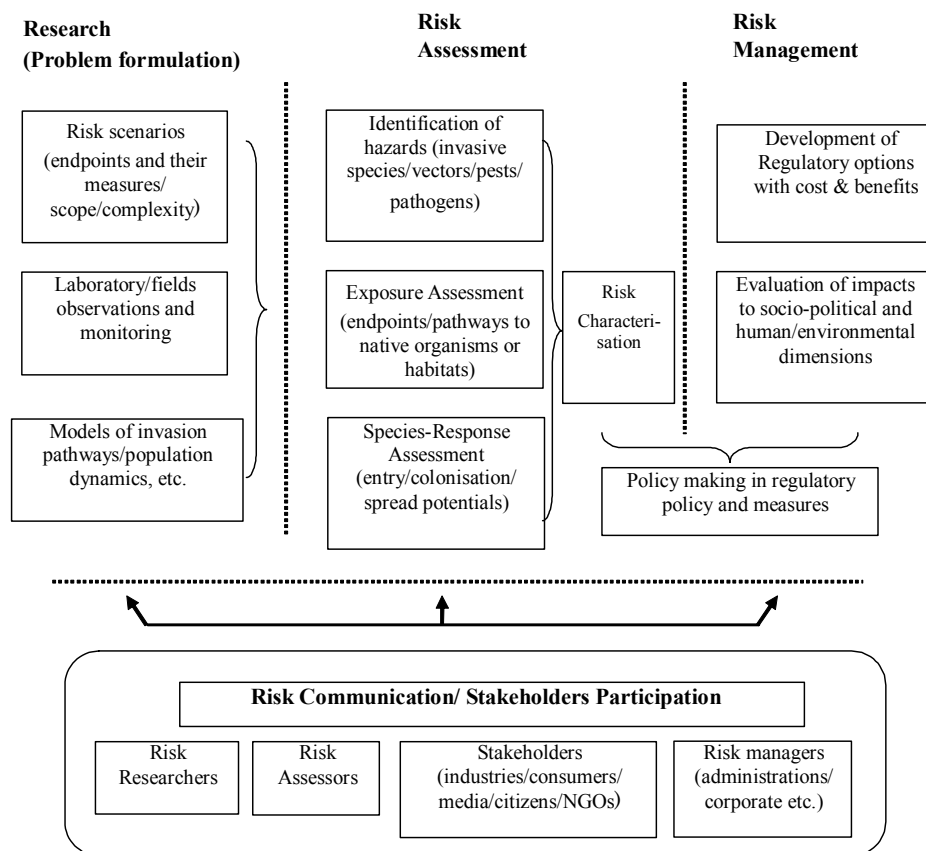 Research
(Problem formulation)
Risk
Assessment
Risk
Management
Risk scenarios
(endpoints and their
measures/
scope/complexity)
Laboratory/fields
observations and
monitoring
Models of invasion
pathways/population
dynamics, etc.
Identification of
hazards (invasive
species/vectors/pests/
pathogens)
Exposure Assessment
(endpoints/pathways to
native organisms or
habitats)
Species-Response
Assessment
(entry/colonisation/
spread potentials)
Risk
Characteri-
sation
Development of
Regulatory options
with cost & benefits
Evaluation of impacts
to socio-political and
human/environmental
dimensions
Policy making in regulatory
policy and measures
Risk Communication/ Stakeholders Participation
Risk
Researchers
Risk
Assessors
Stakeholders
(industries/consumers/
media/citizens/NGOs)
Risk managers
(administrations/
corporate etc.)